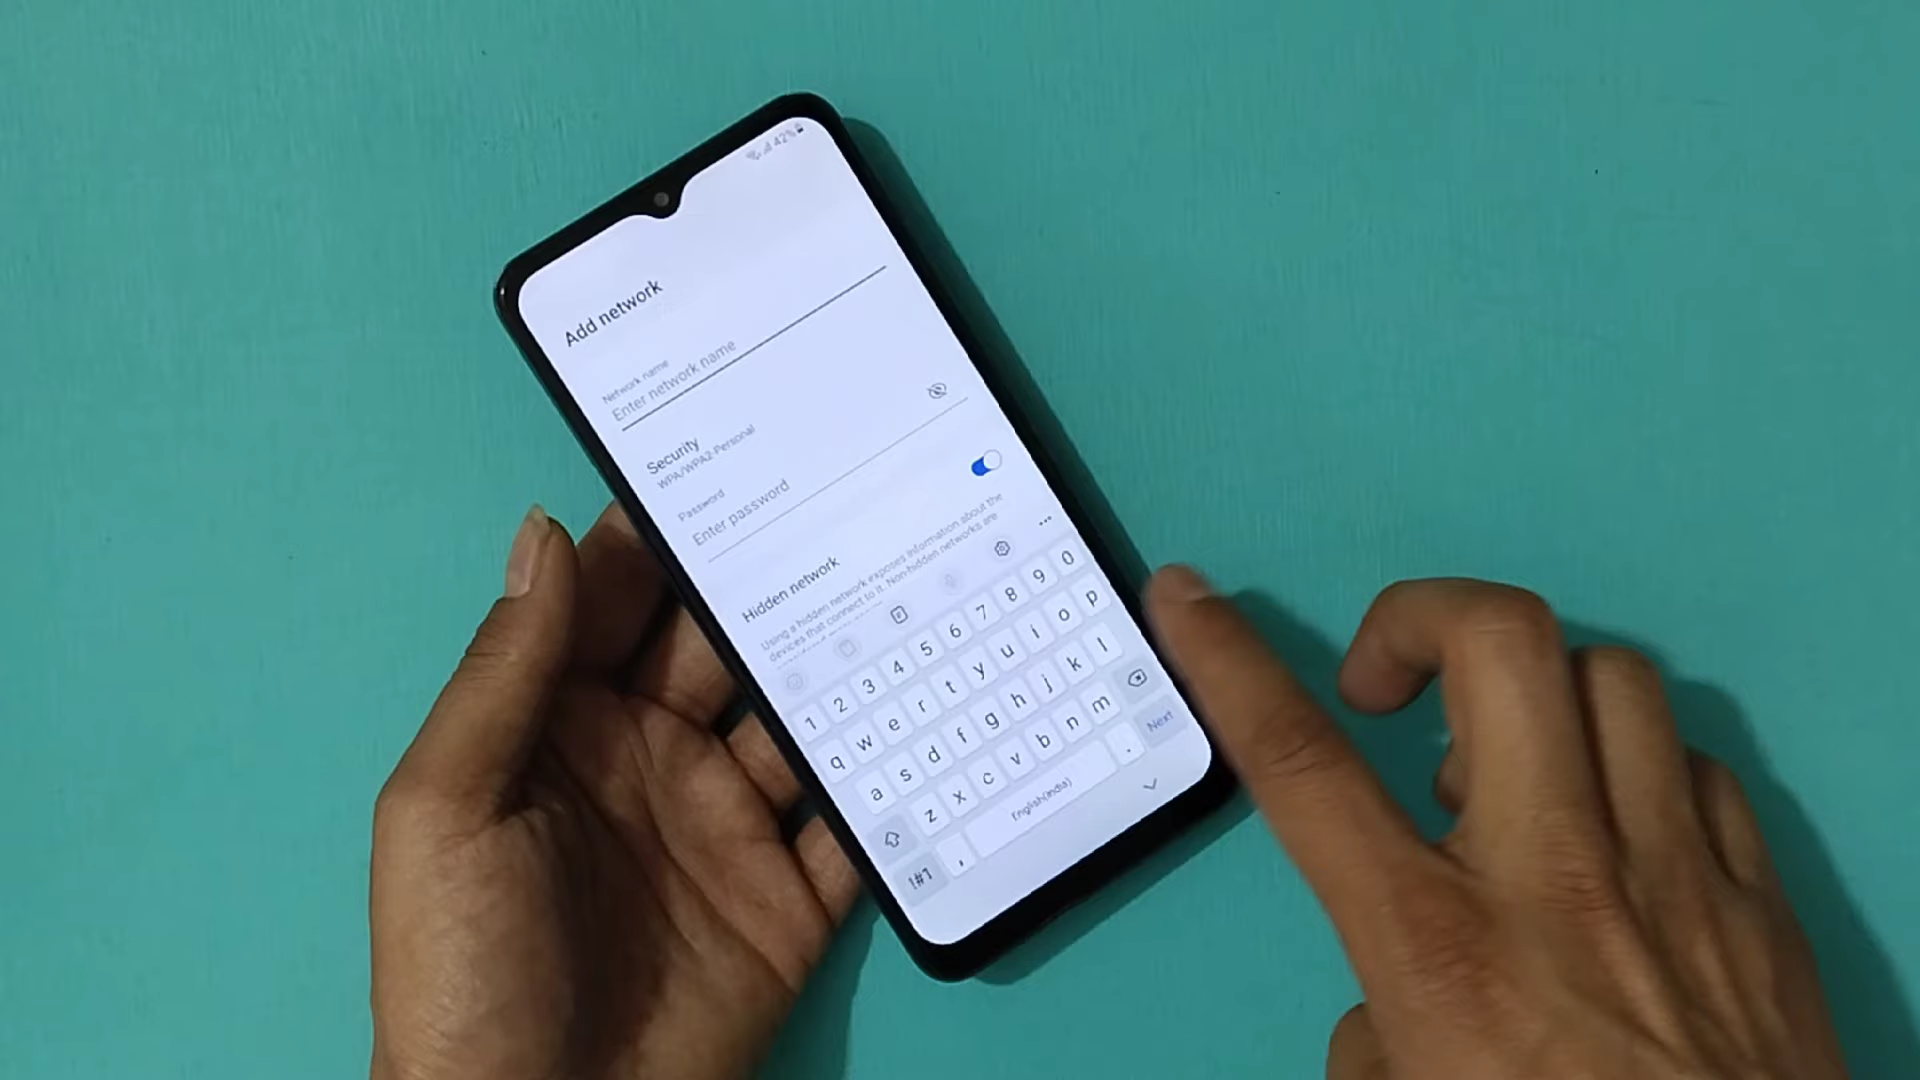 42%
Add network
Network name
Enter network name
Security
WPA/WPA2-Personal
Password
Enter password
Hidden network
Using a hidden network exposes information about the
devices that connect to it. Non-hidden networks are
1 2 3 4 5 6 7 8 9 0
q w e r t y u i o p
a s d f g h j k l
z x c v b n m
!#1 , English(India) . Next